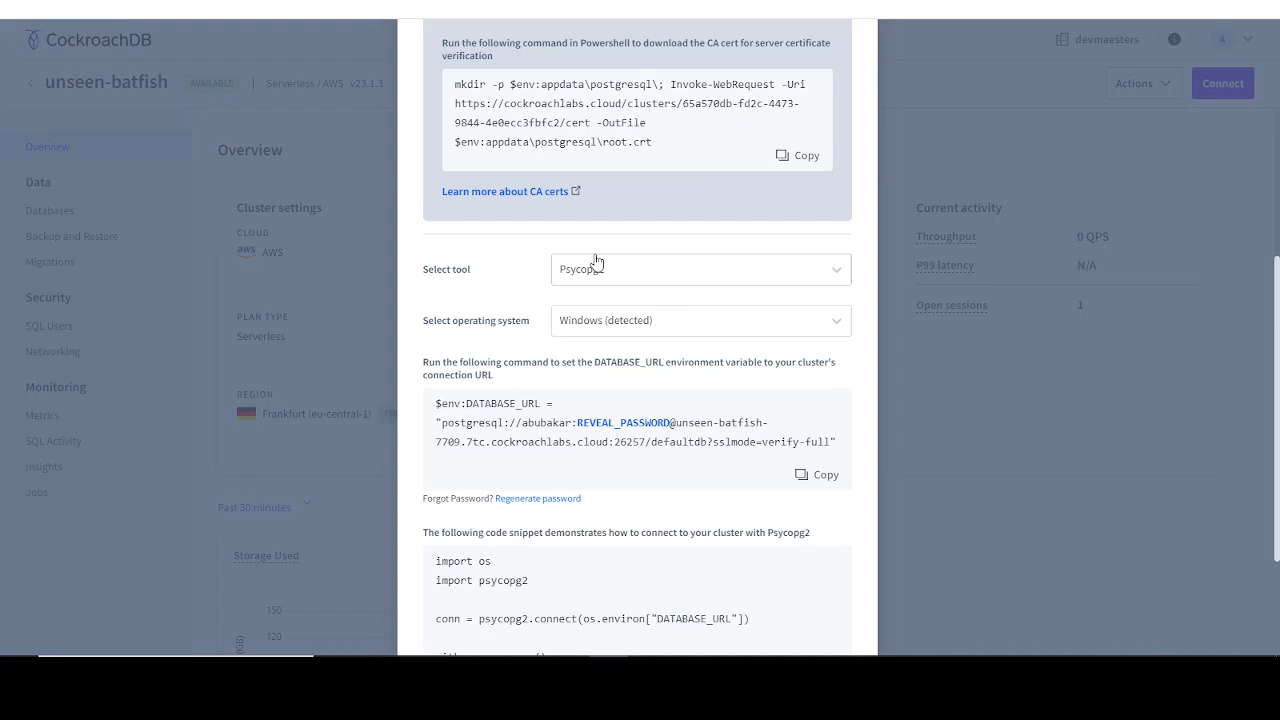 CockroachDB
devmaesters
A
unseen-batfish
AVAILABLE
Serverless / AWS v23.1.3
Actions
Connect
Overview
Data
Databases
Backup and Restore
Migrations
Security
SQL Users
Networking
Monitoring
Metrics
SQL Activity
Insights
Jobs
Overview
Cluster settings
CLOUD
aws AWS
PLAN TYPE
Serverless
REGION
Frankfurt (eu-central-1)
Past 30 minutes
Storage Used
150
120
Run the following command in Powershell to download the CA cert for server certificate
verification
mkdir -p $env:appdata\postgresql\; Invoke-WebRequest -Uri
https://cockroachlabs.cloud/clusters/65a570db-fd2c-4473-
9844-4e0ecc3fbfc2/cert -OutFile
$env:appdata\postgresql\root.crt
Copy
Learn more about CA certs
Select tool
Psycopg2
Select operating system
Windows (detected)
Run the following command to set the DATABASE_URL environment variable to your cluster's
connection URL
$env:DATABASE_URL =
"postgresql://abubakar:REVEAL_PASSWORD@unseen-batfish-
7709.7tc.cockroachlabs.cloud:26257/defaultdb?sslmode=verify-full"
Copy
Forgot Password? Regenerate password
The following code snippet demonstrates how to connect to your cluster with Psycopg2
import os
import psycopg2
conn = psycopg2.connect(os.environ["DATABASE_URL"])
Current activity
Throughput 0 QPS
P99 latency N/A
Open sessions 1